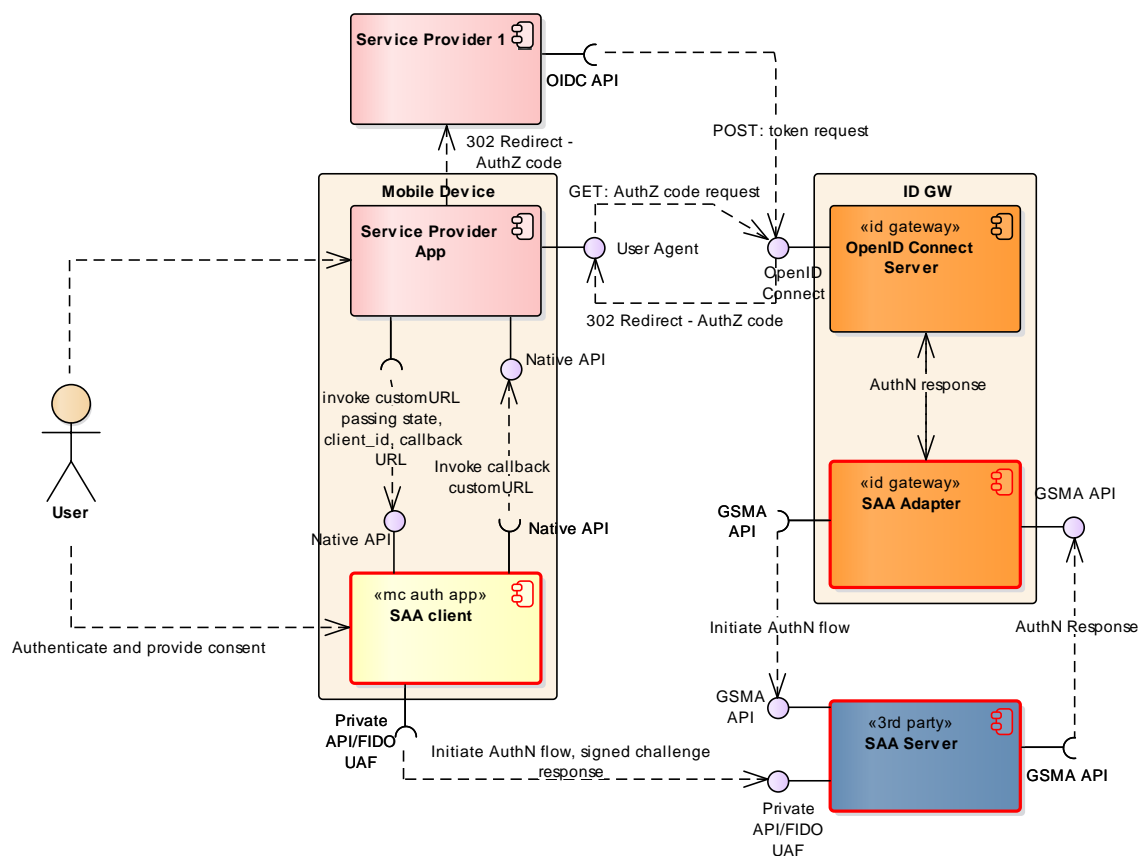 Service Provider 1
OIDC API
302 Redirect -
AuthZ code
POST: token request
Mobile Device
GET: AuthZ code request
ID GW
Service Provider
App
User Agent
«id gateway»
OpenID Connect
Server
OpenID
Connect
302 Redirect - AuthZ code
Native API
AuthN response
invoke customURL
passing state,
client_id, callback
URL
Invoke callback
customURL
User
Native API
Native API
«id gateway»
SAA Adapter
GSMA API
GSMA
API
«mc auth app»
SAA client
Authenticate and provide consent
Initiate AuthN flow
AuthN Response
GSMA
API
«3rd party»
SAA Server
GSMA API
Private
API/FIDO
UAF
Initiate AuthN flow, signed challenge
response
Private
API/FIDO
UAF